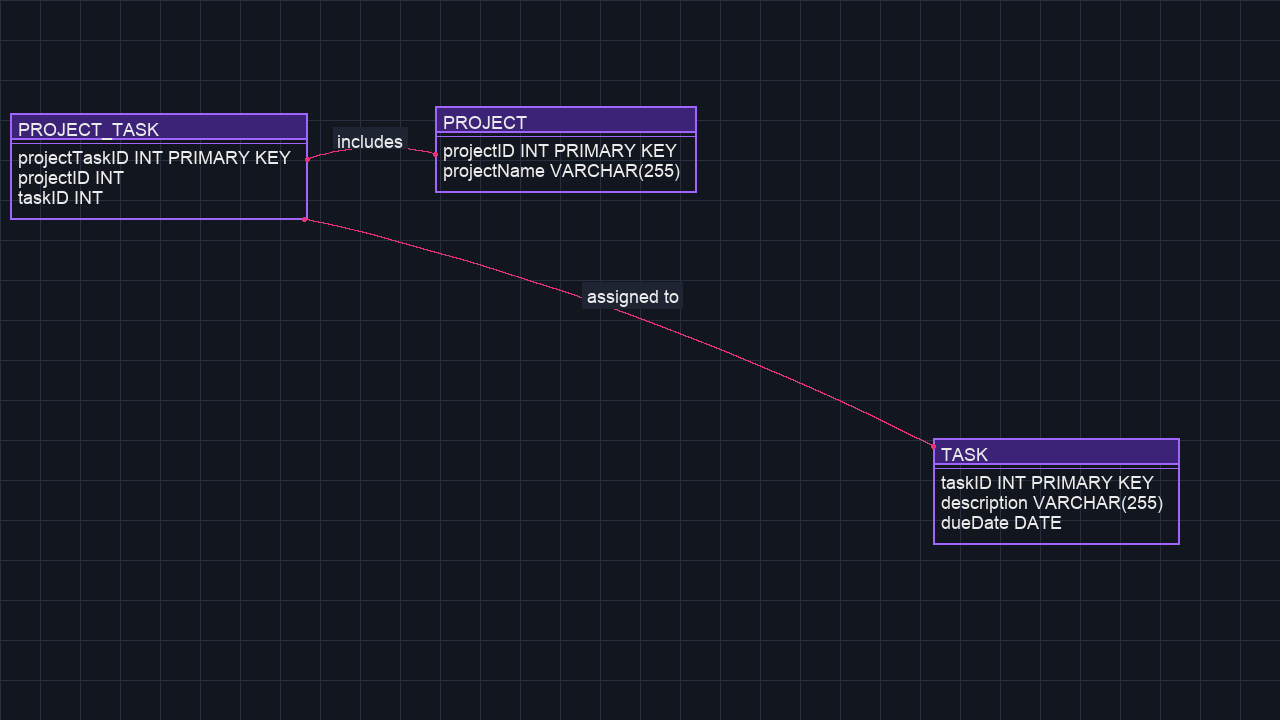 PROJECT_TASK
projectTaskID INT PRIMARY KEY
projectID INT
taskID INT
includes
PROJECT
projectID INT PRIMARY KEY
projectName VARCHAR(255)
assigned to
TASK
taskID INT PRIMARY KEY
description VARCHAR(255)
dueDate DATE